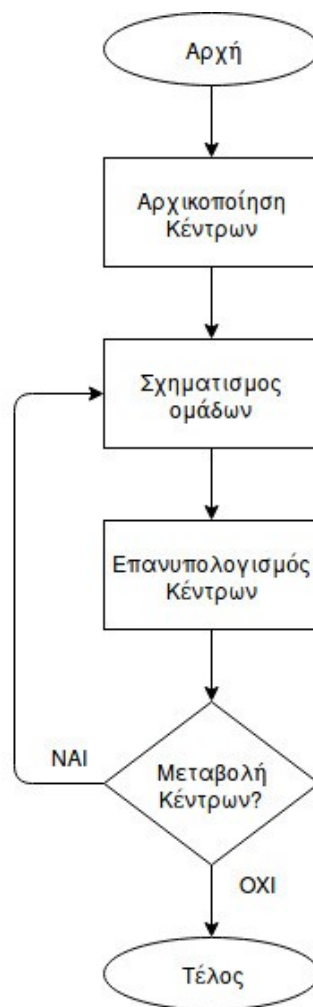 Αρχή
Αρχικοποίηση
Κέντρων
Σχηματισμος
ομάδων
Επανυπολογισμός
Κέντρων
Μεταβολή
Κέντρων?
ΝΑΙ
ΟΧΙ
Τέλος